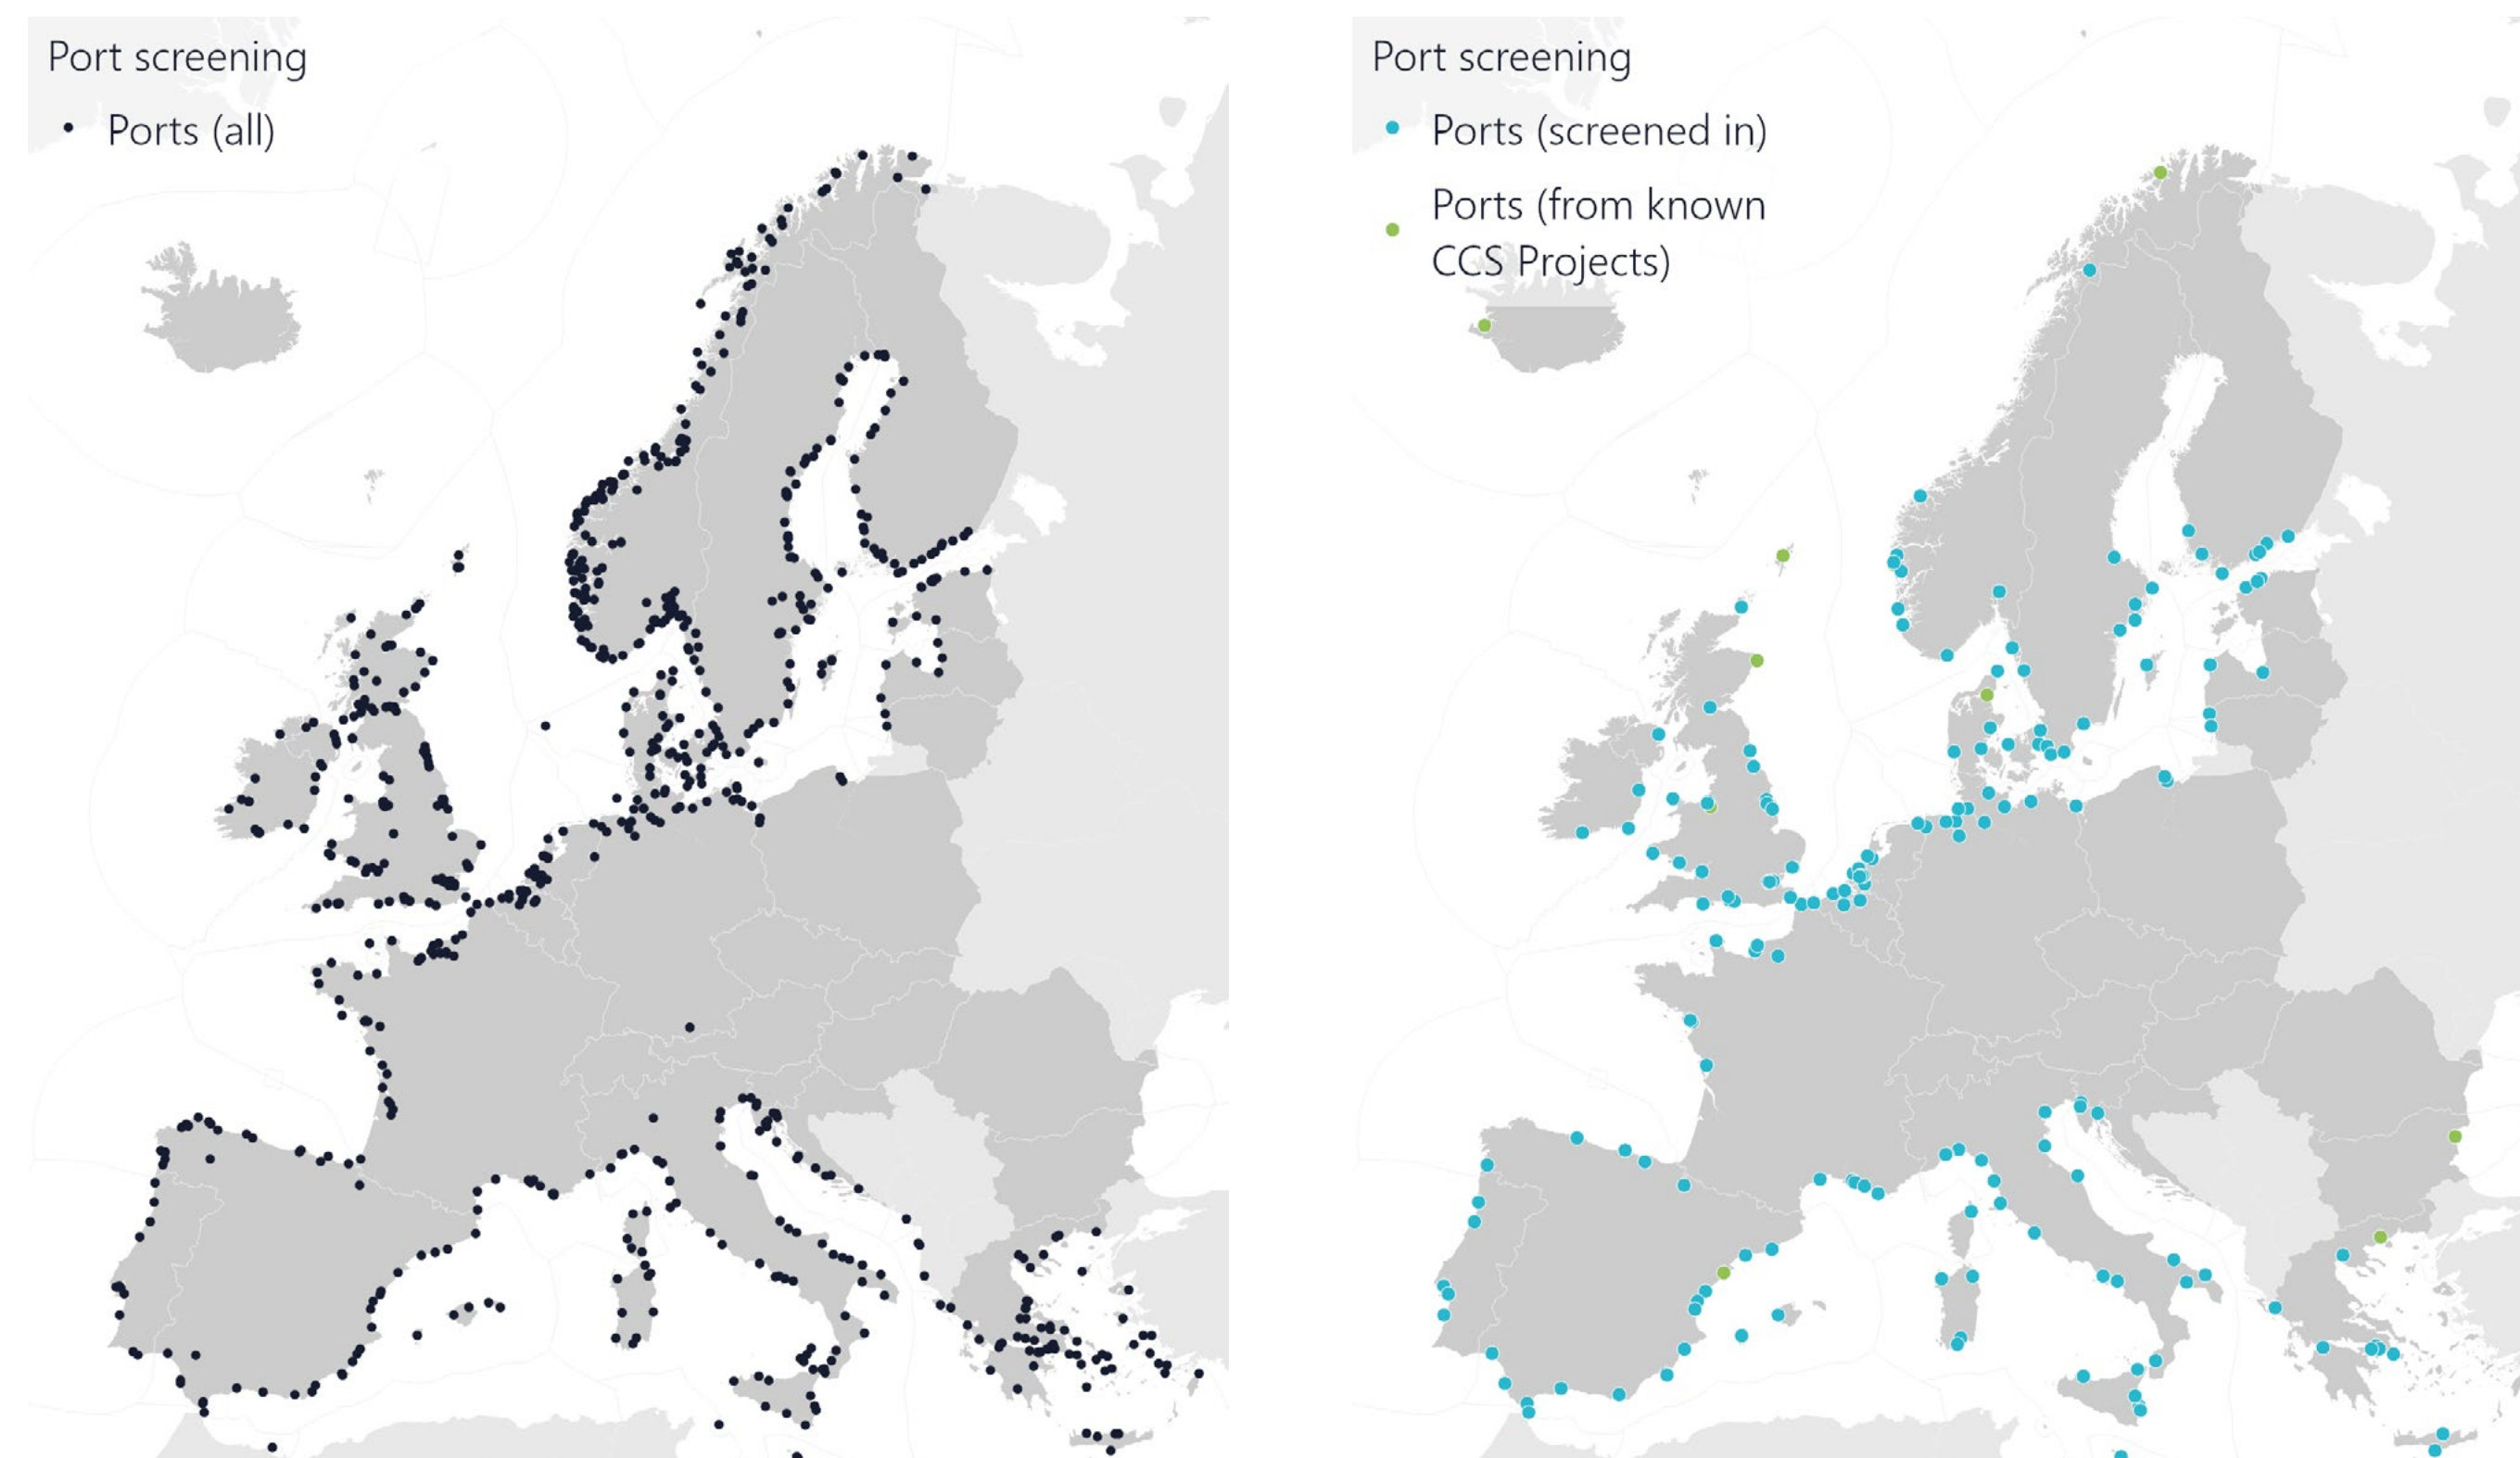 Port screening
Ports (all)
Port screening
Ports (screened in)
Ports (from known
CCS Projects)